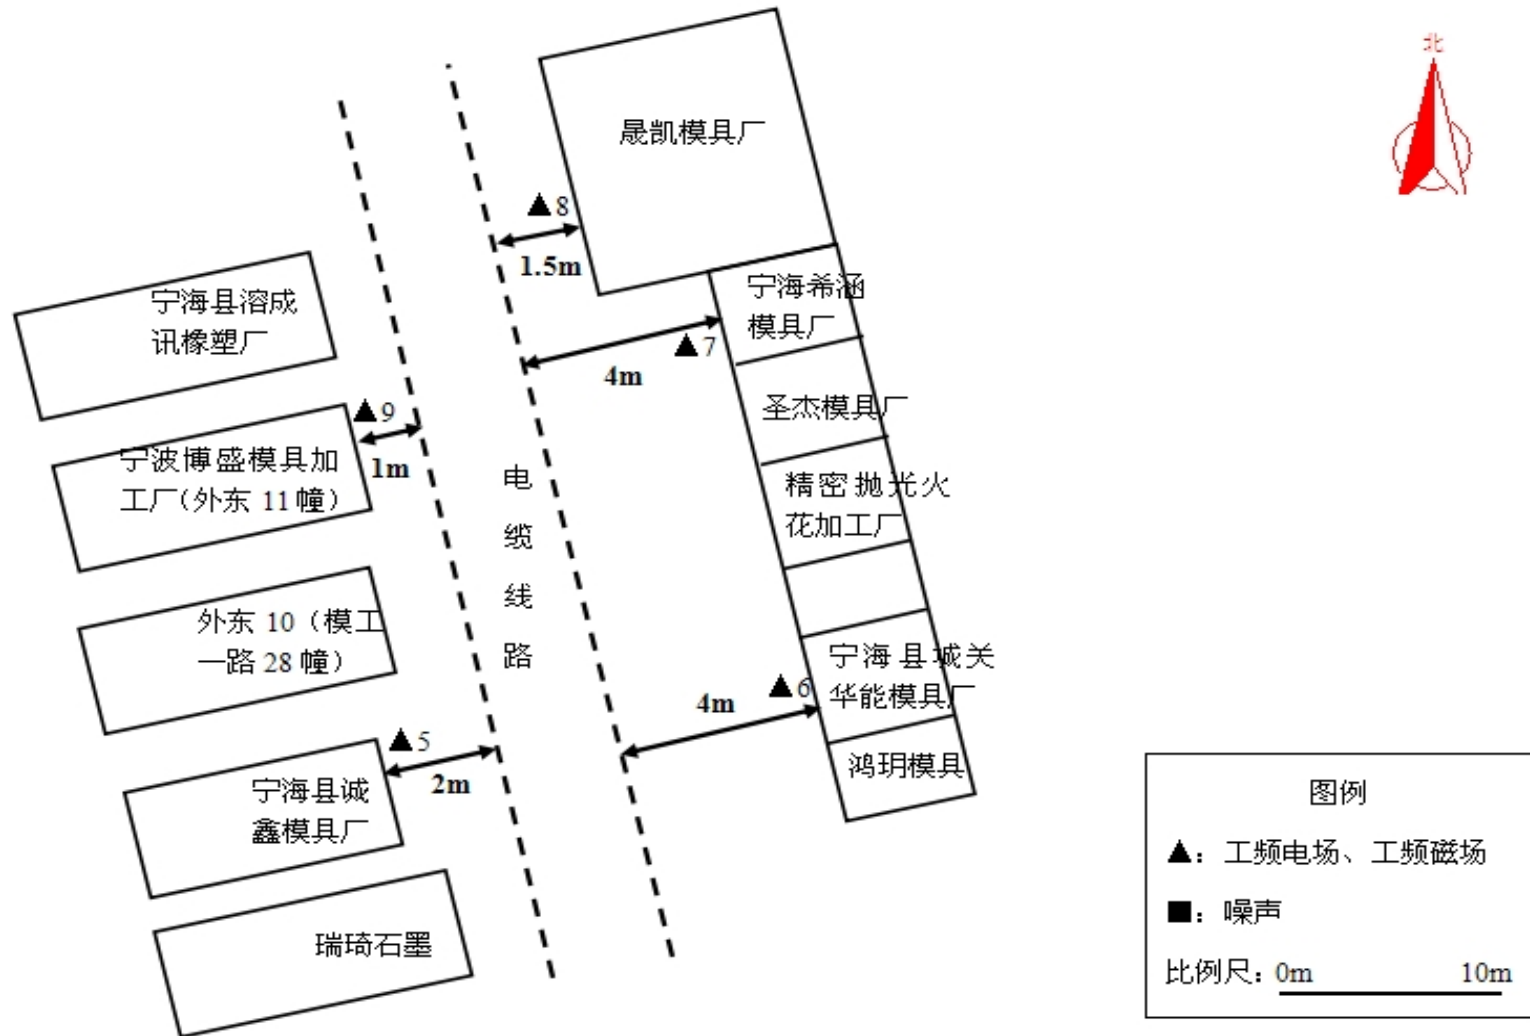 北
晟凯模具厂
▲8
1.5m
宁海希涵
模具厂
▲7
4m
宁海县溶成
讯橡塑厂
圣杰模具厂
▲9
1m
宁波博盛模具加
工厂（外东 11 幢）
电
缆
线
路
精密抛光火
花加工厂
外东 10（模工
一路 28 幢）
宁海县城关
华能模具厂
▲6
4m
▲5
2m
鸿玥模具
宁海县诚
鑫模具厂
瑞琦石墨
图例
▲：工频电场、工频磁场
■：噪声
比例尺：0m 10m